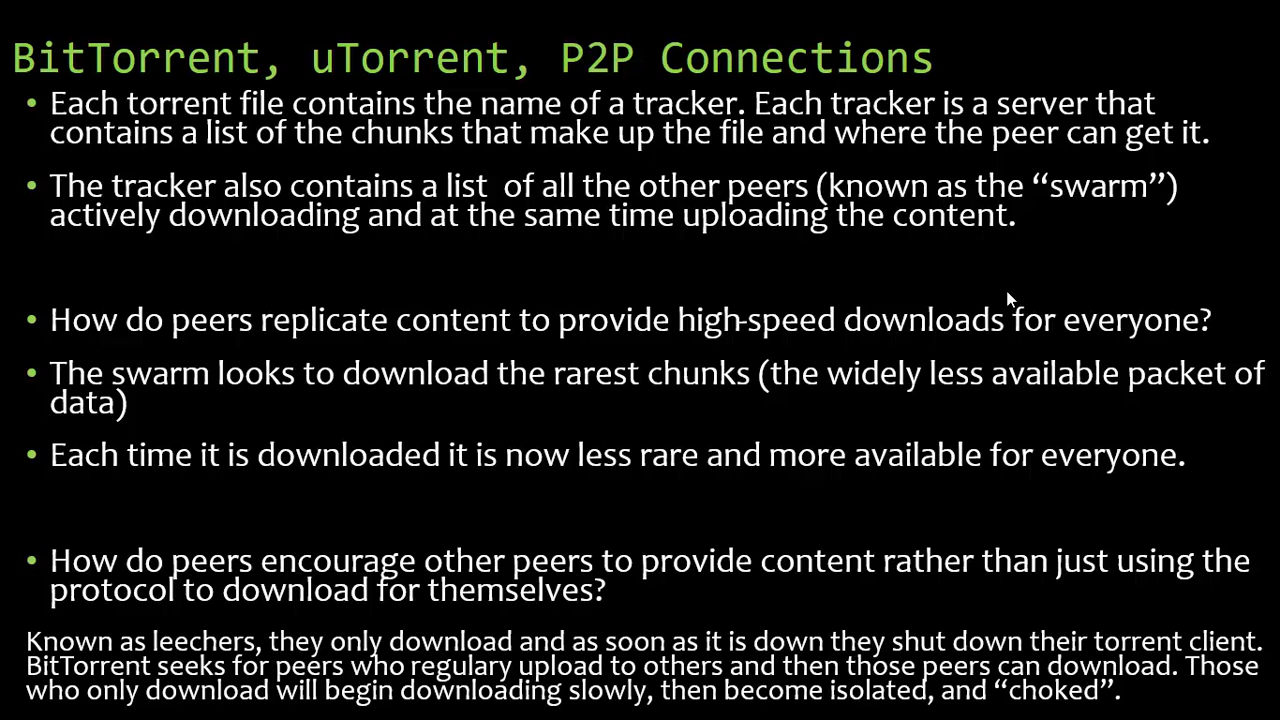 BitTorrent, uTorrent, P2P Connections
• Each torrent file contains the name of a tracker. Each tracker is a server that
contains a list of the chunks that make up the file and where the peer can get it.
• The tracker also contains a list  of all the other peers (known as the “swarm”)
actively downloading and at the same time uploading the content.
• How do peers replicate content to provide high-speed downloads for everyone?
• The swarm looks to download the rarest chunks (the widely less available packet of
data)
• Each time it is downloaded it is now less rare and more available for everyone.
• How do peers encourage other peers to provide content rather than just using the
protocol to download for themselves?
Known as leechers, they only download and as soon as it is down they shut down their torrent client.
BitTorrent seeks for peers who regulary upload to others and then those peers can download. Those
who only download will begin downloading slowly, then become isolated, and “choked”.